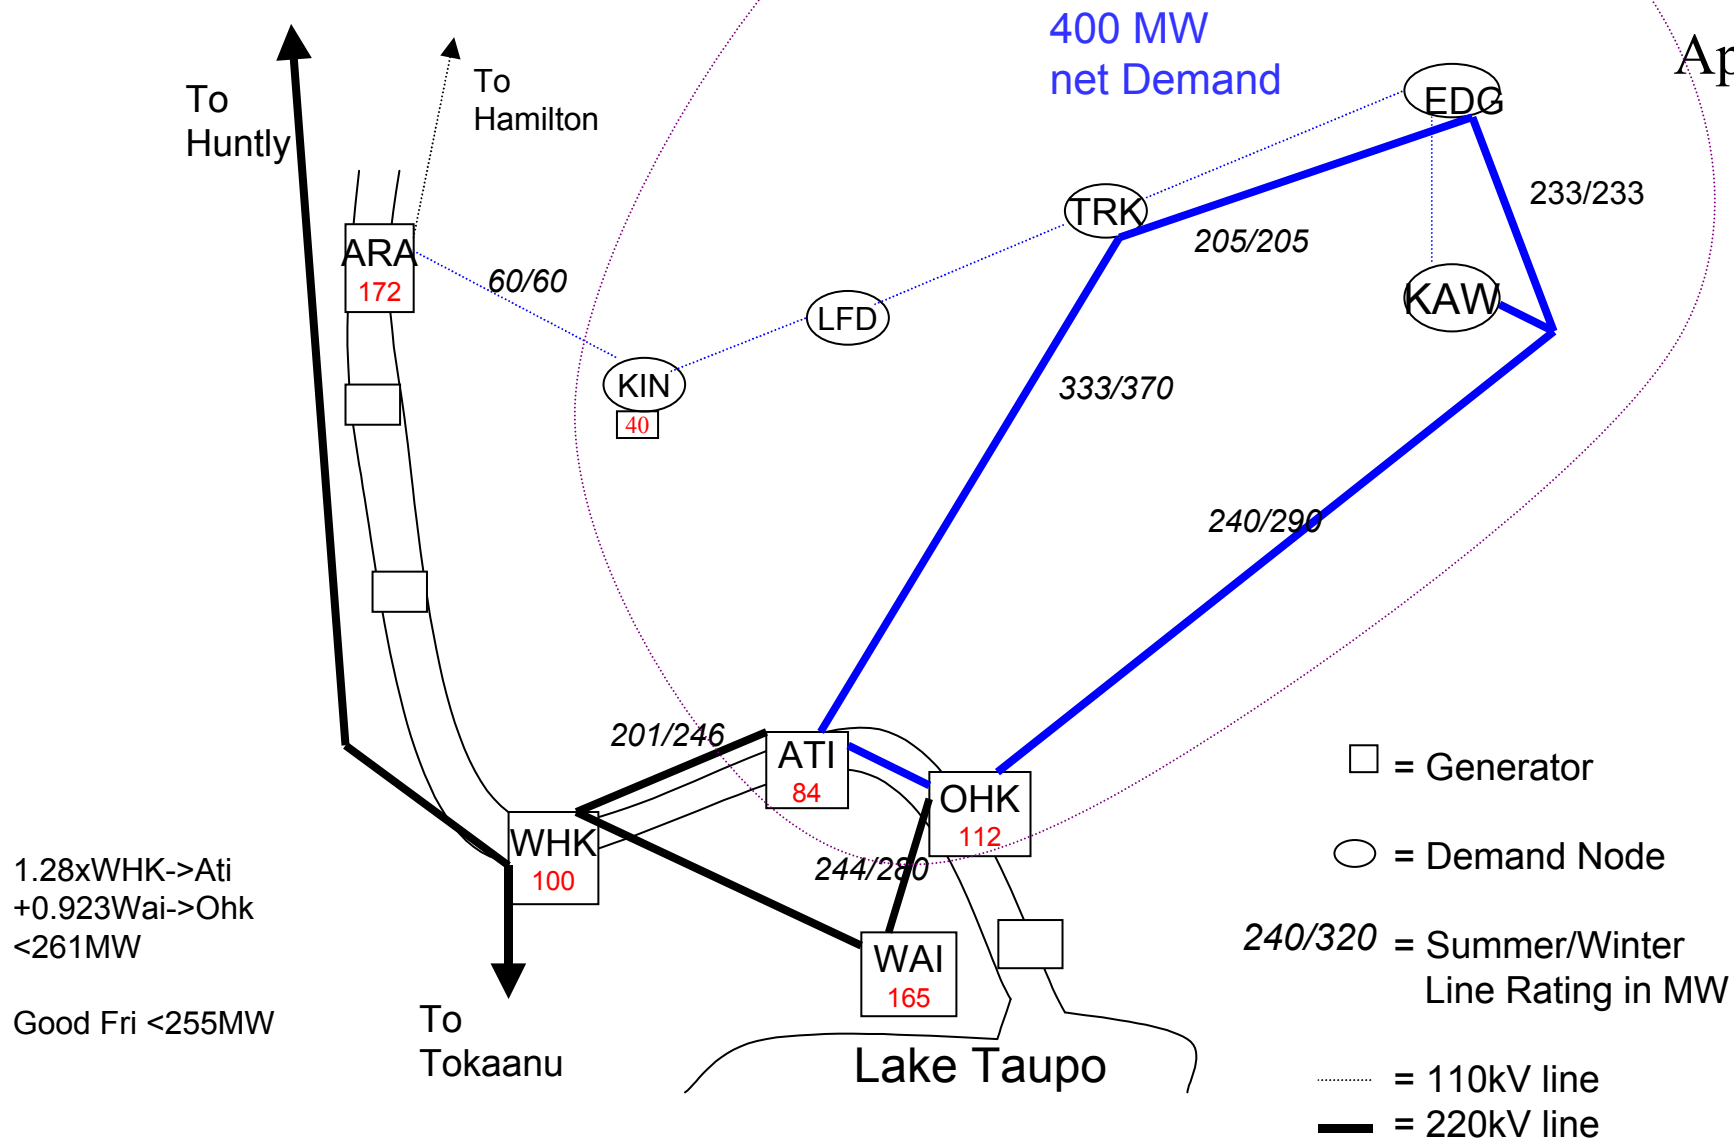 400 MW
net Demand
Ap
To
Huntly
To
Hamilton
EDG
233/233
TRK
205/205
ARA
172
60/60
LFD
KAW
KIN
40
333/370
240/290
201/246
ATI
84
OHK
112
WHK
100
244/280
WAI
165
1.28xWHK->Ati
+0.923Wai->Ohk
<261MW
Good Fri <255MW
To
Tokaanu
Lake Taupo
= Generator
= Demand Node
240/320 = Summer/Winter
Line Rating in MW
= 110kV line
= 220kV line